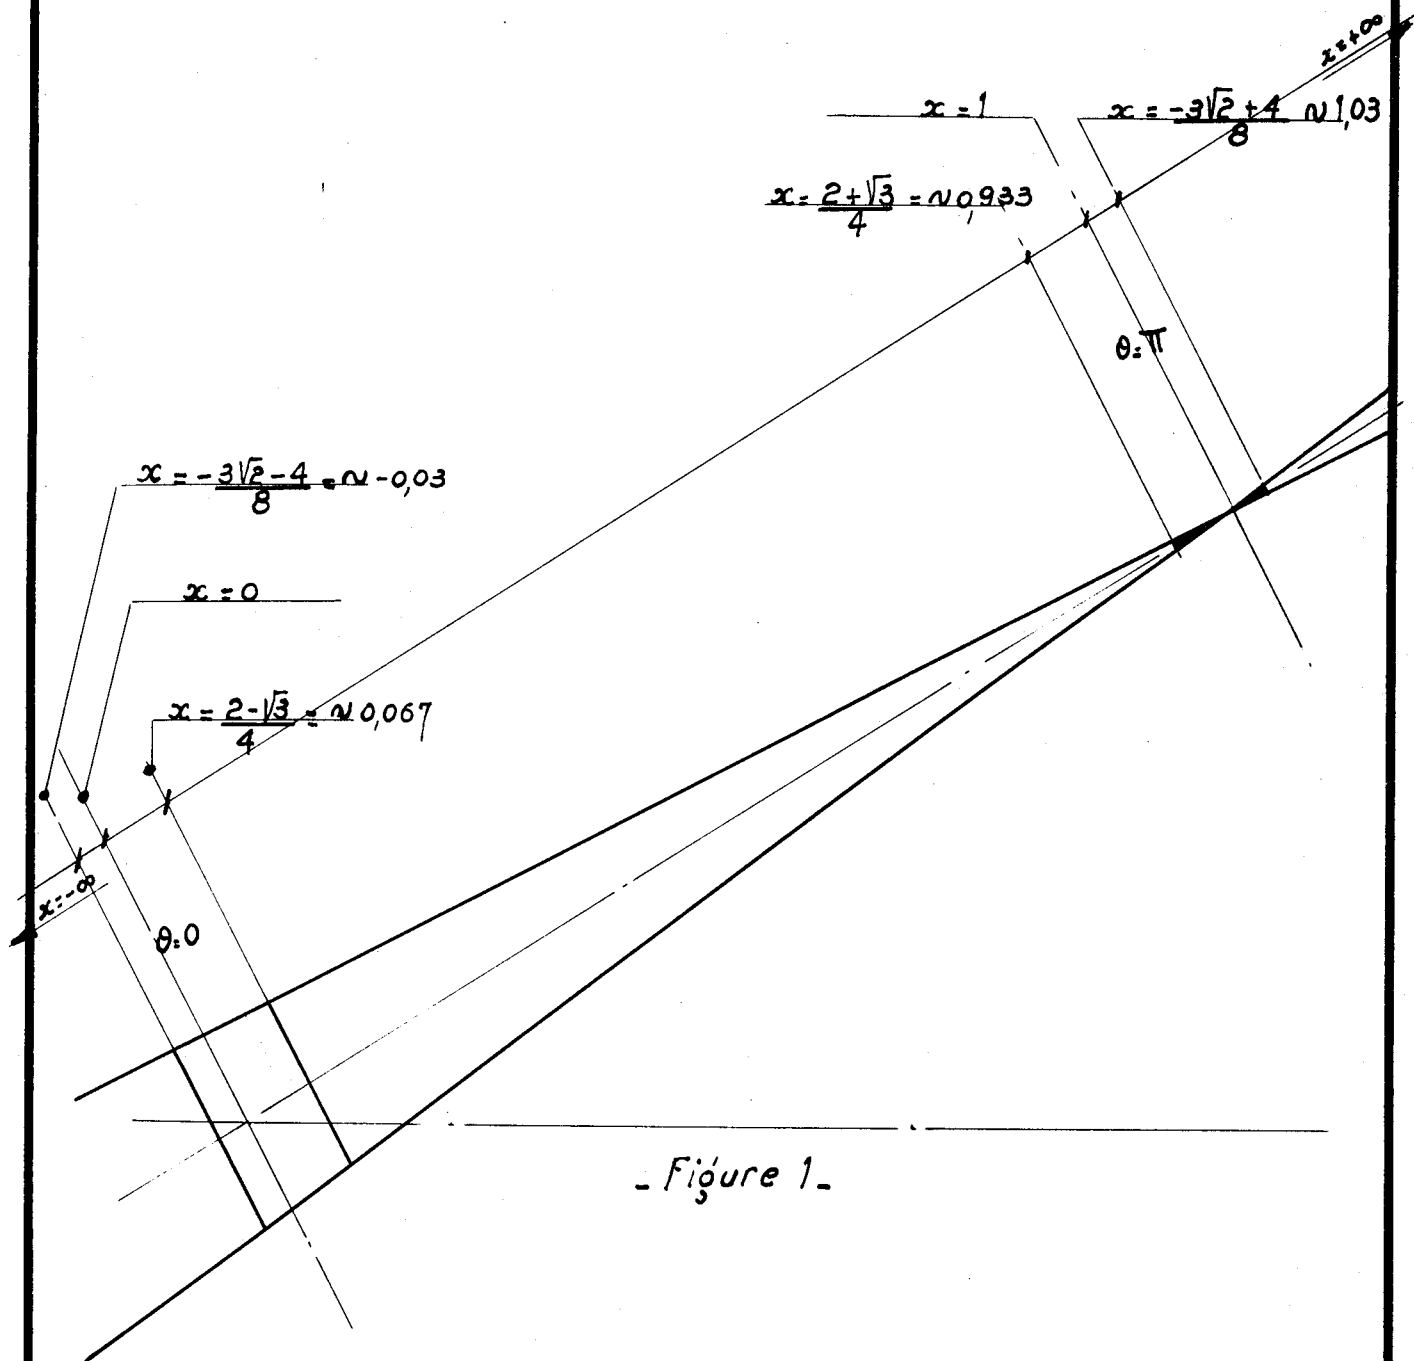 x=+∞
x = 1
x = -3√2+4/8 ~1,03
x = 2+√3/4 = ~0,933
θ=π
x = -3√2-4/8 = ~-0,03
x = 0
x = 2-√3/4 = ~0,067
x=-∞
θ=0
- Figure 1 -